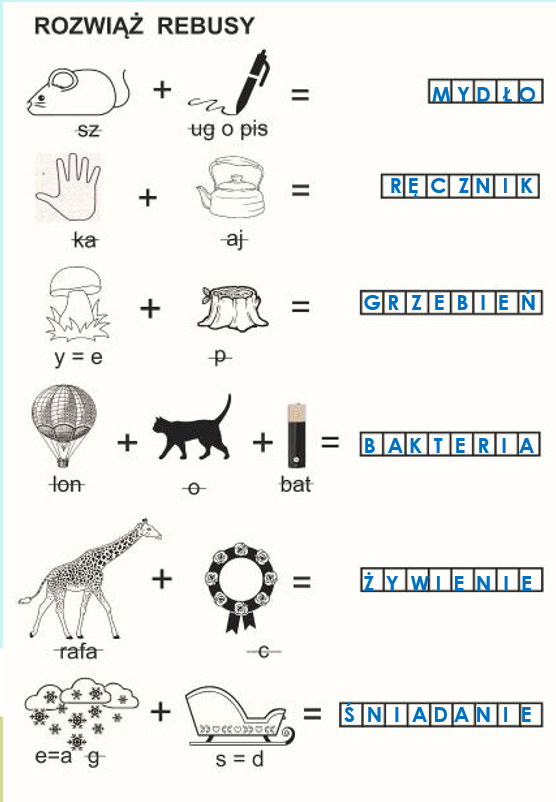 ROZWIĄŻ REBUSY
+ = MYDŁO
sz ug o pis
+ = RĘCZNIK
ka aj
+ = GRZEBIEŃ
y = e p
+ + = BAKTERIA
lon o bat
+ = ŻYWIENIE
rafa c
+ = ŚNIADANIE
e=a g s = d